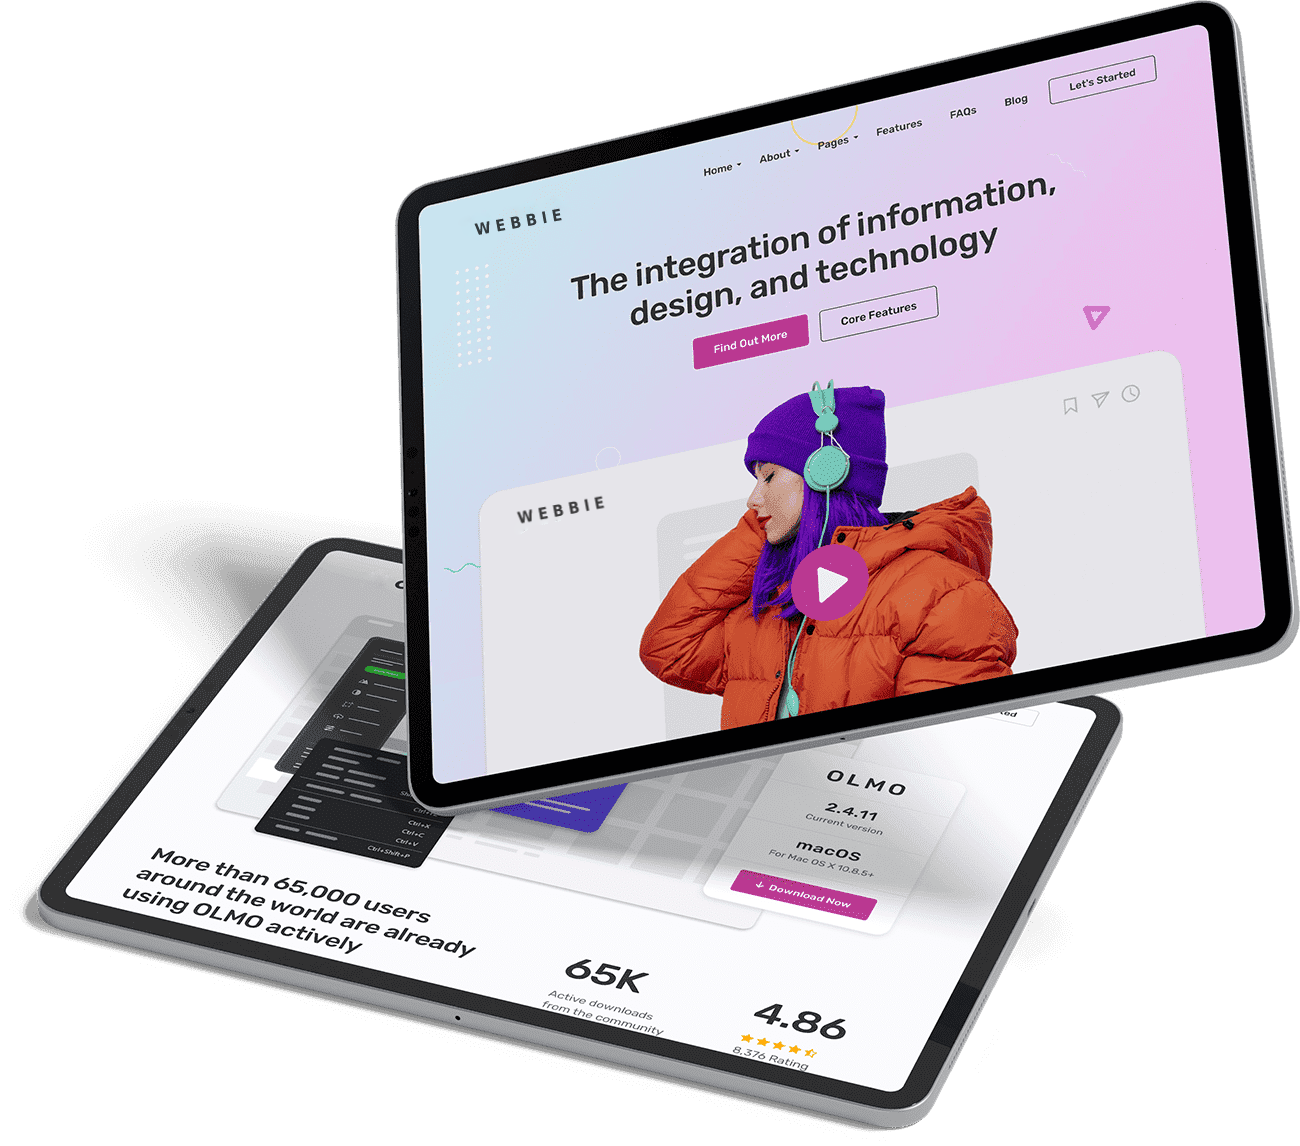 Home
About
Pages
Features
FAQs
Blog
Let's Started
WEBBIE
The integration of information,
design, and technology
Find Out More
Core Features
WEBBIE
Ctrl+X
Ctrl+C
Ctrl+V
Ctrl+Shift+P
OLMO
2.4.11
Current version
macOS
For Mac OS X 10.8.5+
Download Now
More than 65,000 users
around the world are already
using OLMO actively
65K
Active downloads
from the community
4.86
8,376 Rating